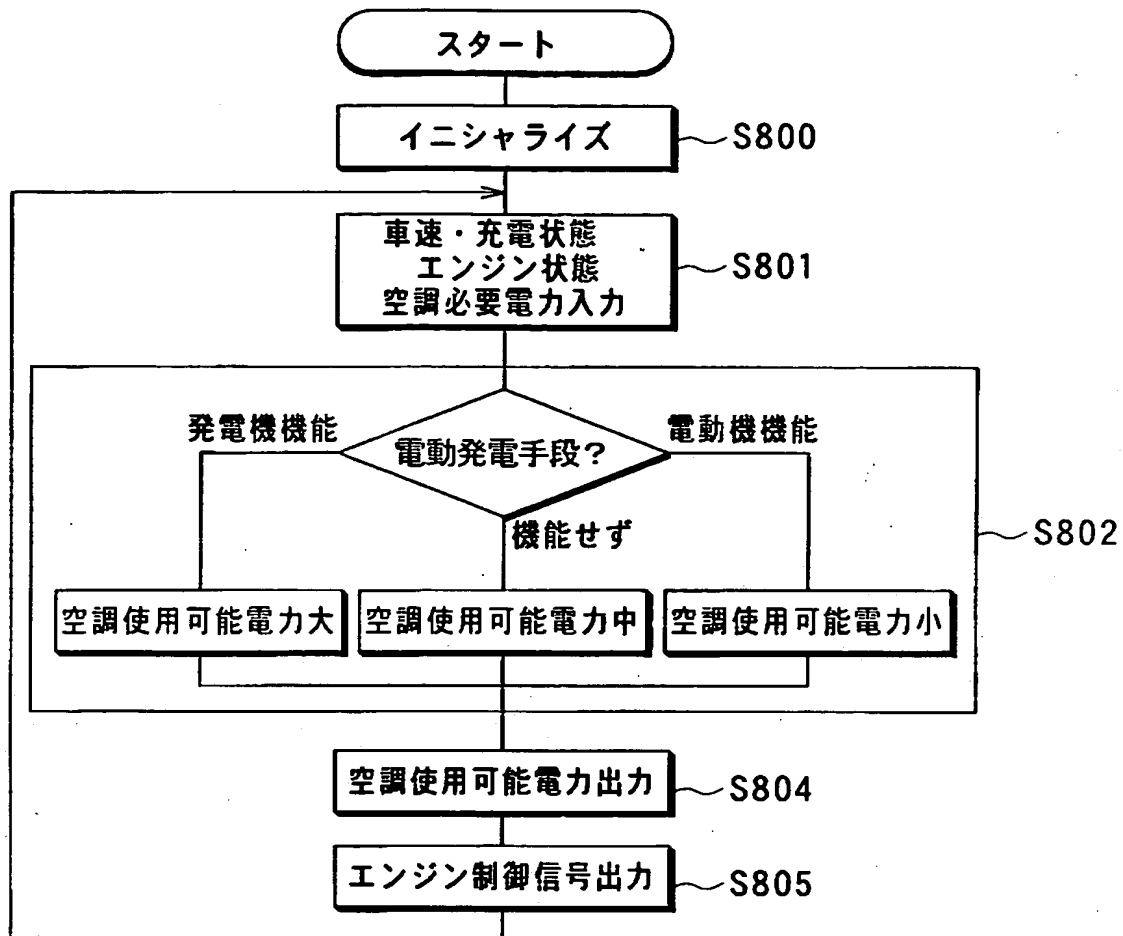 スタート
イニシャライズ
S800
車速・充電状態
エンジン状態
空調必要電力入力
S801
発電機機能
電動発電手段?
電動機機能
機能せず
S802
空調使用可能電力大
空調使用可能電力中
空調使用可能電力小
空調使用可能電力出力
S804
エンジン制御信号出力
S805